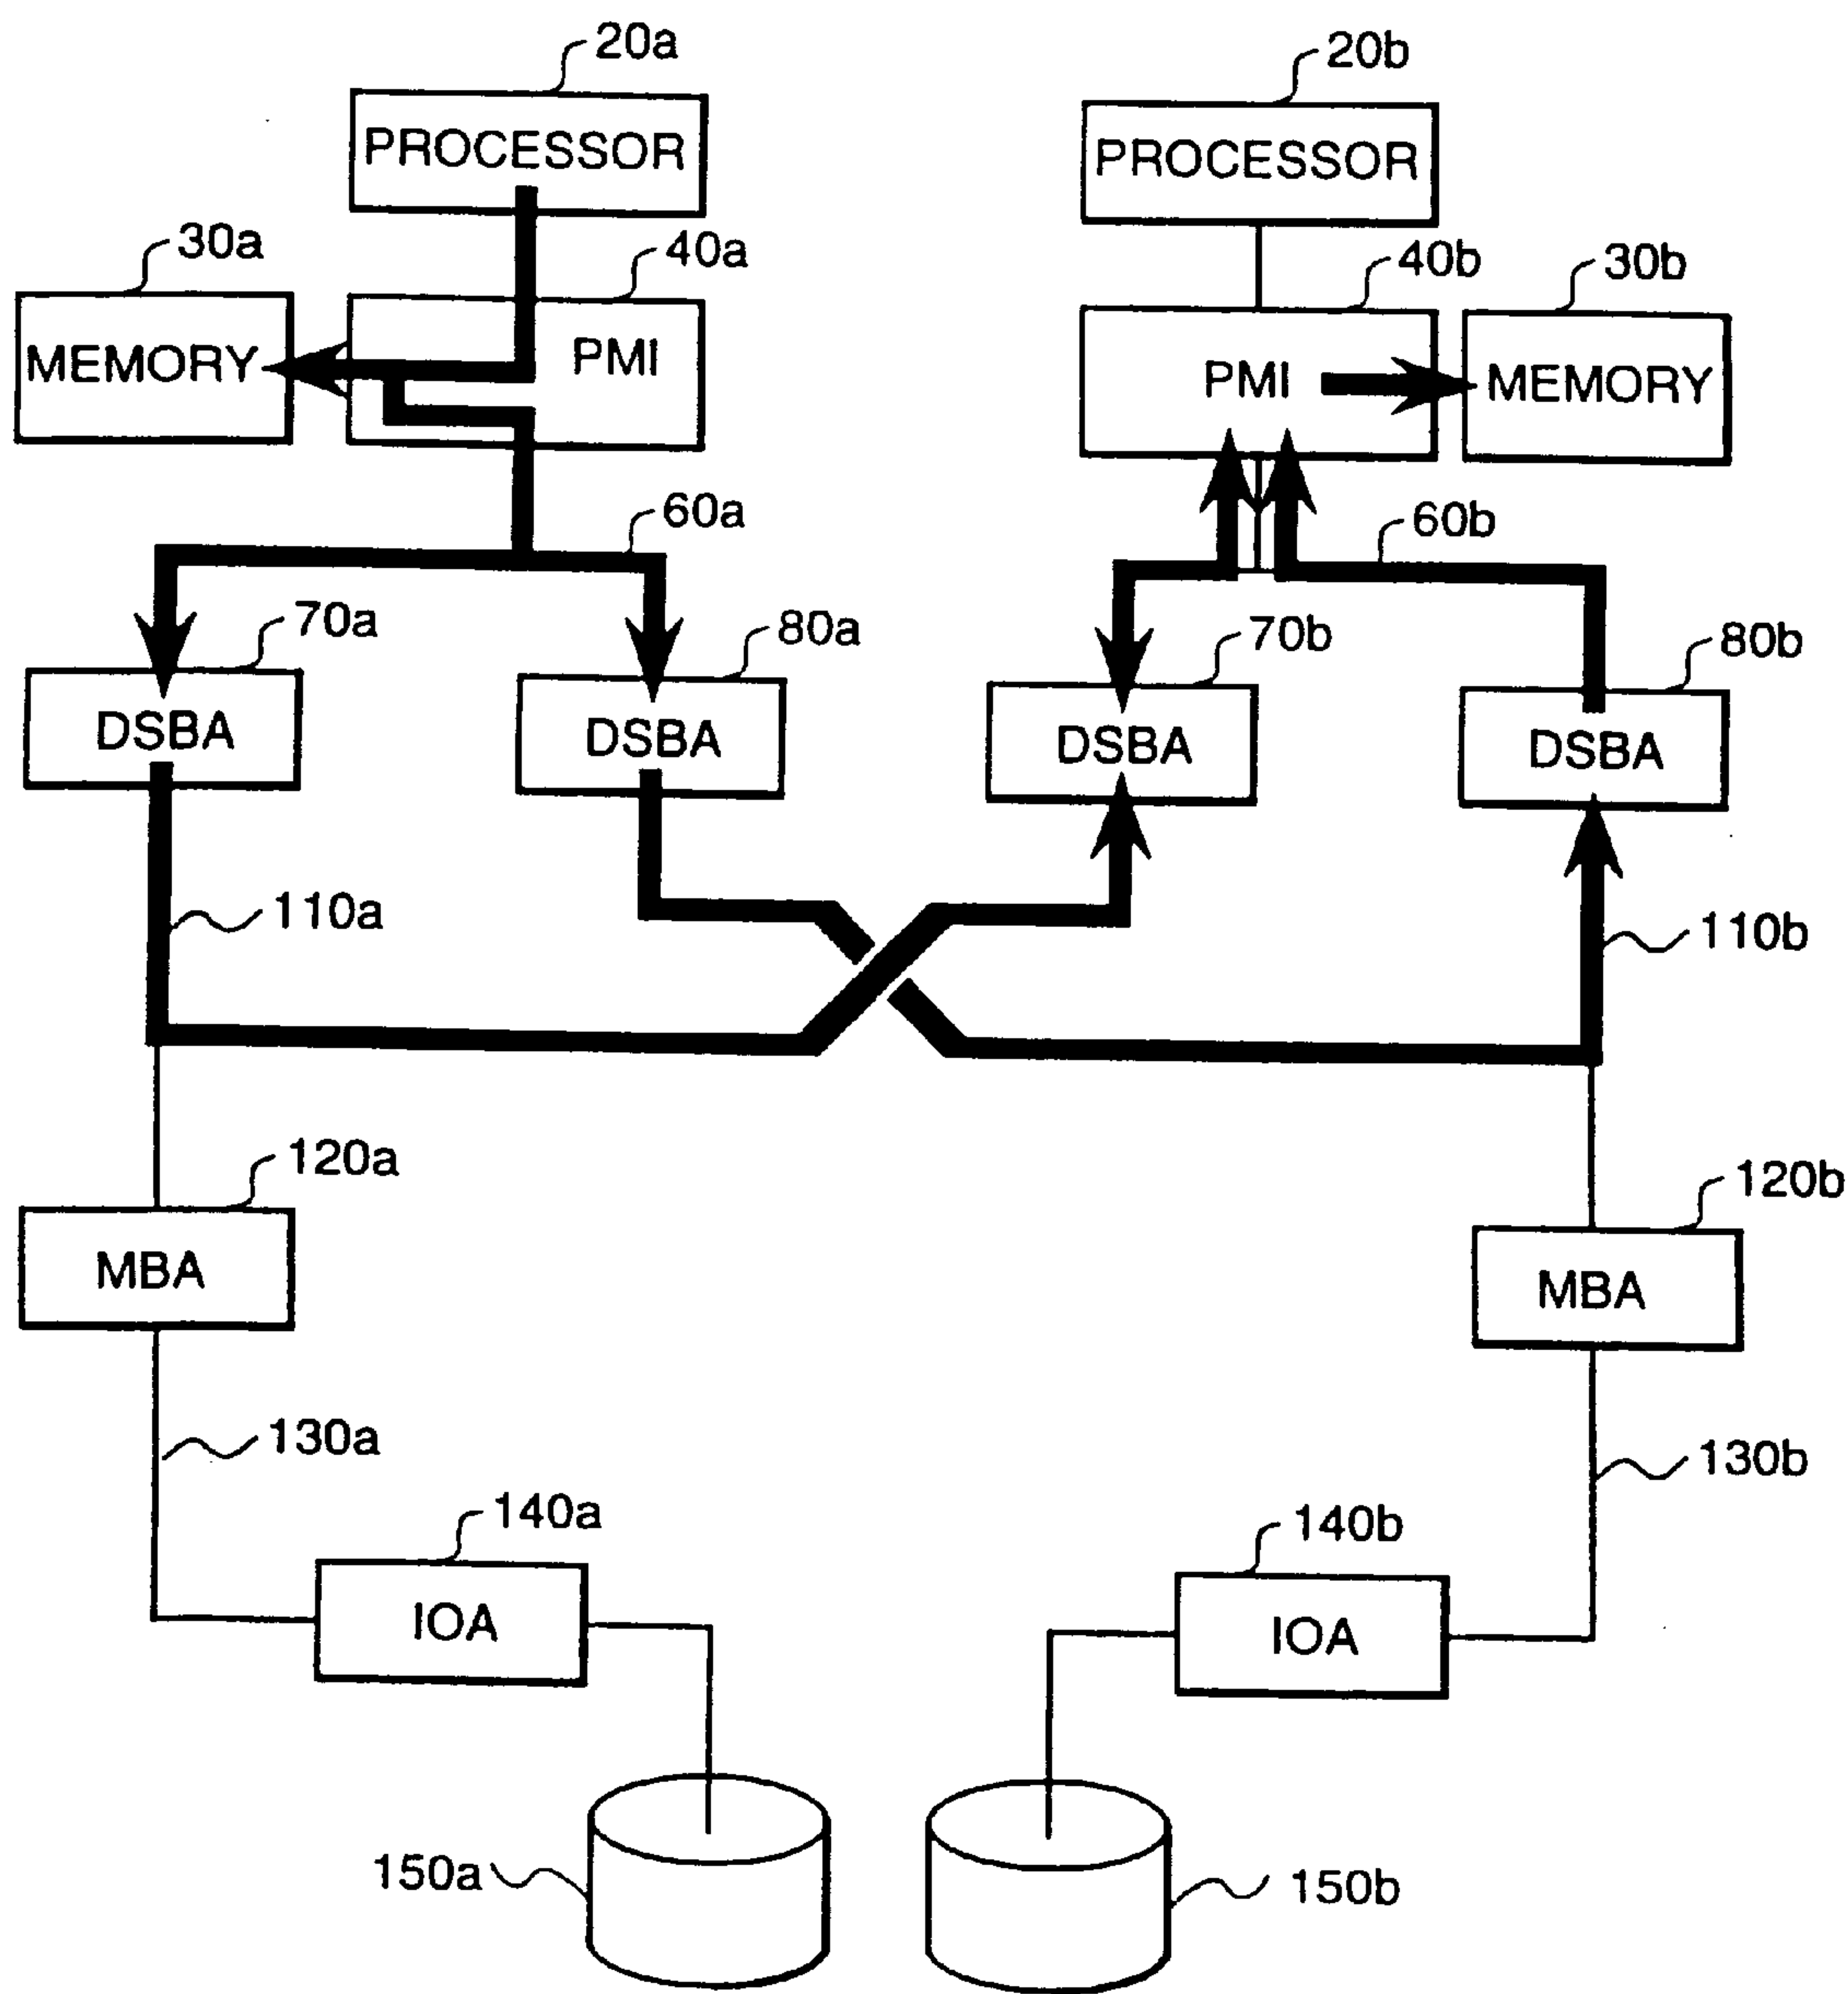 20a
20b
PROCESSOR
PROCESSOR
30a
40a
40b
30b
MEMORY
PMI
PMI
MEMORY
60a
60b
70a
80a
70b
80b
DSBA
DSBA
DSBA
DSBA
110a
110b
120a
120b
MBA
MBA
130a
130b
140a
140b
IOA
IOA
150a
150b